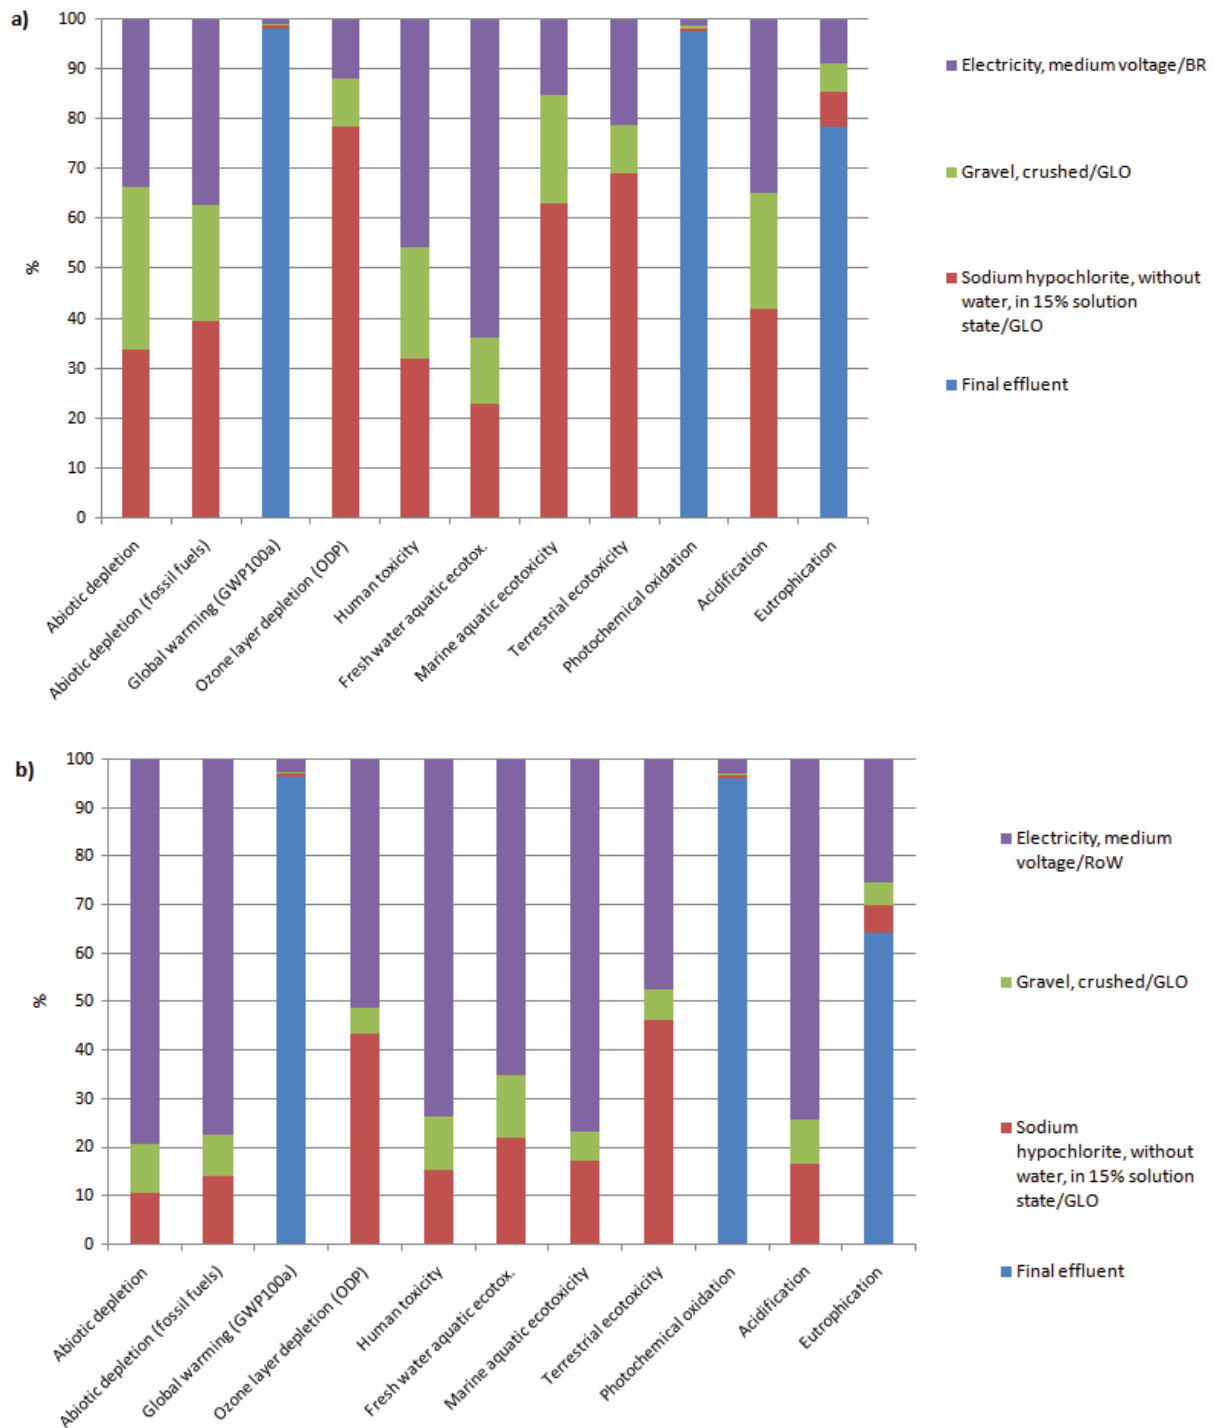 a)
100
90
80
70
60
50
40
30
20
10
0
%
Abiotic depletion
Abiotic depletion (fossil fuels)
Global warming (GWP100a)
Ozone layer depletion (ODP)
Human toxicity
Fresh water aquatic ecotox.
Marine aquatic ecotoxicity
Terrestrial ecotoxicity
Photochemical oxidation
Acidification
Eutrophication
Electricity, medium voltage/BR
Gravel, crushed/GLO
Sodium hypochlorite, without
water, in 15% solution
state/GLO
Final effluent
b)
100
90
80
70
60
50
40
30
20
10
0
%
Abiotic depletion
Abiotic depletion (fossil fuels)
Global warming (GWP100a)
Ozone layer depletion (ODP)
Human toxicity
Fresh water aquatic ecotox.
Marine aquatic ecotoxicity
Terrestrial ecotoxicity
Photochemical oxidation
Acidification
Eutrophication
Electricity, medium
voltage/RoW
Gravel, crushed/GLO
Sodium
hypochlorite, without
water, in 15% solution
state/GLO
Final effluent